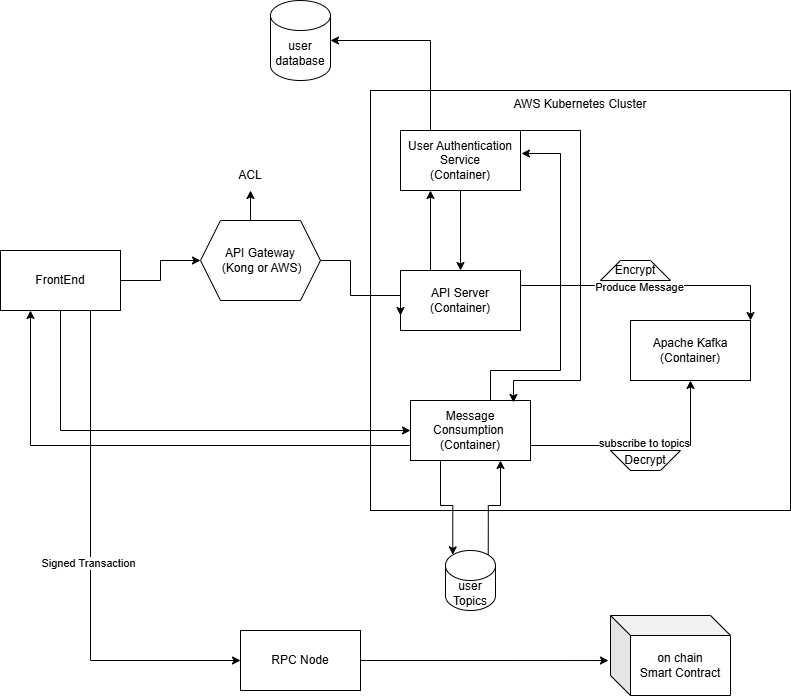 user
database
AWS Kubernetes Cluster
User Authentication
Service
(Container)
ACL
API Gateway
(Kong or AWS)
FrontEnd
API Server
(Container)
Encrypt
Produce Message
Apache Kafka
(Container)
Message
Consumption
(Container)
subscribe to topics
Decrypt
user
Topics
Signed Transaction
RPC Node
on chain
Smart Contract